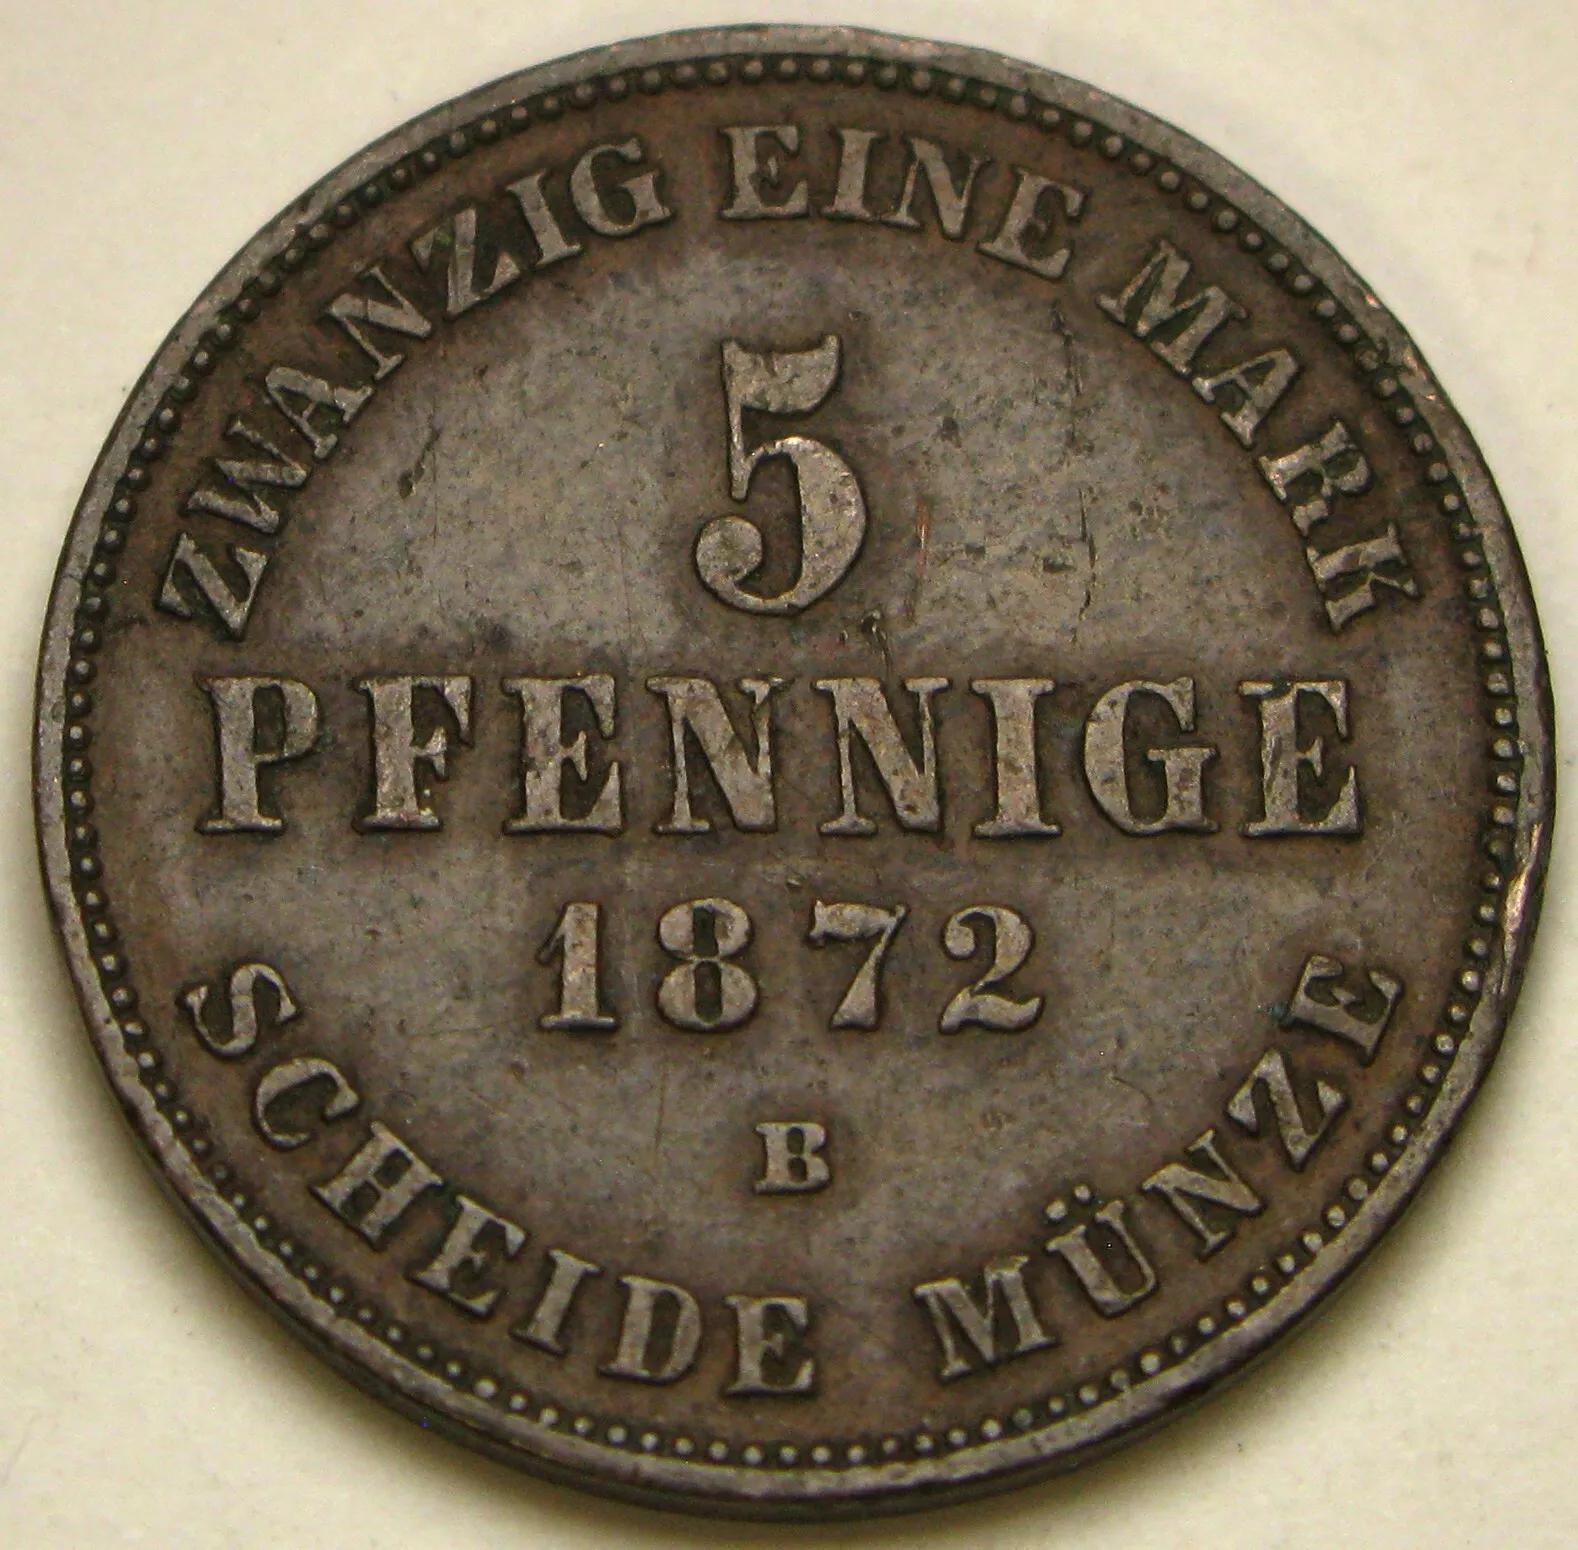 ZWANZIG EINE MARK
5
PFENNIGE
1872
B
SCHEIDE MÜNZE